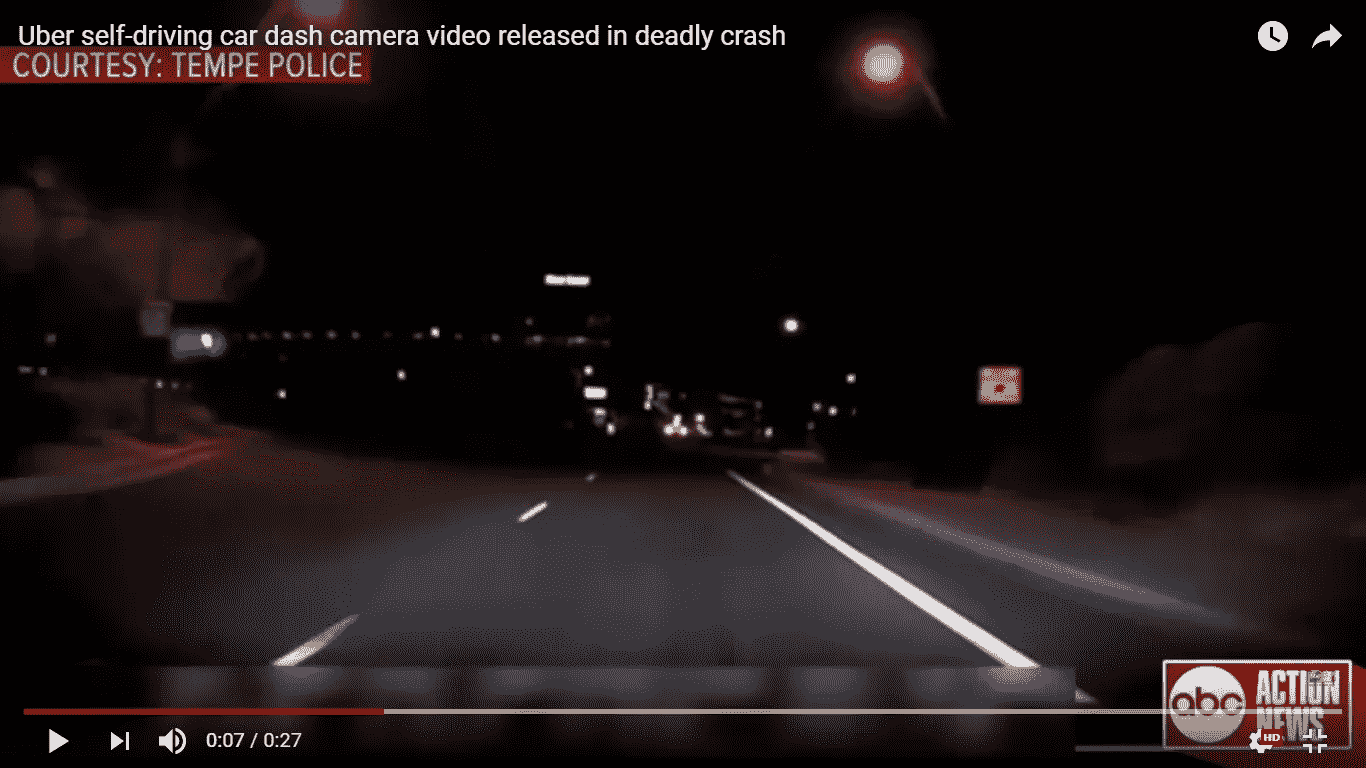 Uber self-driving car dash camera video released in deadly crash
COURTESY: TEMPE POLICE
abc
ACTION
NEWS
HD
0:07 / 0:27